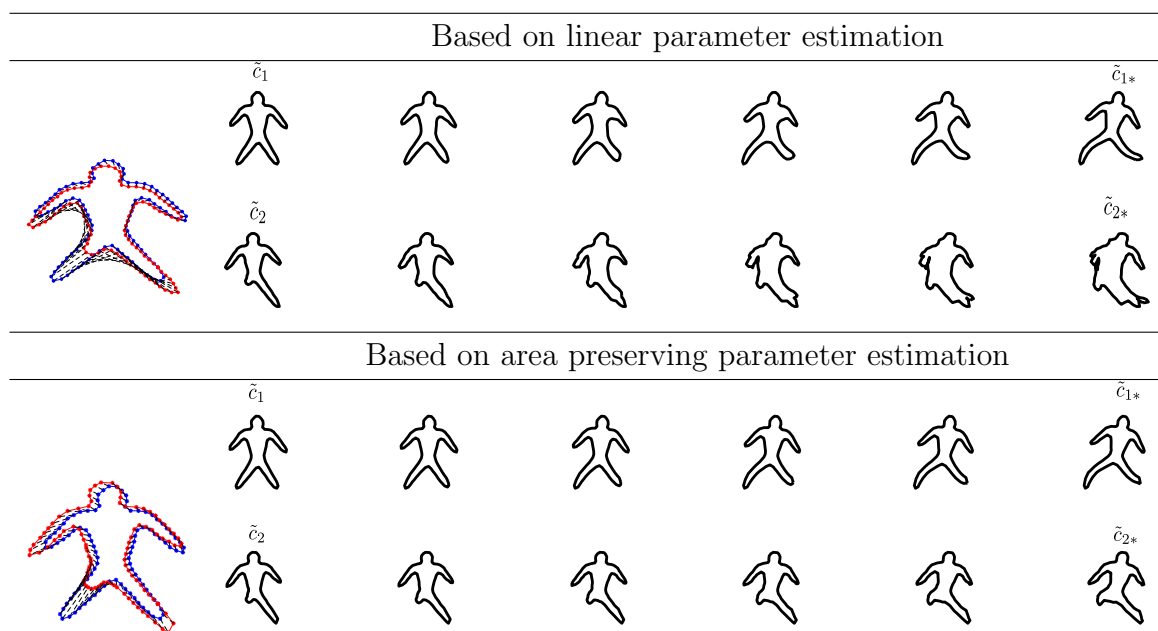 Based on linear parameter estimation
c̃₁ c̃₁*
c̃₂ c̃₂*
Based on area preserving parameter estimation
c̃₁ c̃₁*
c̃₂ c̃₂*